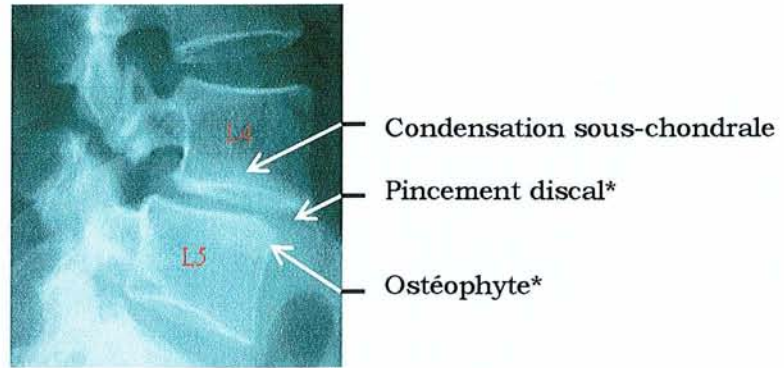 L4
Condensation sous-chondrale
Pincement discal*
L5
Ostéophyte*